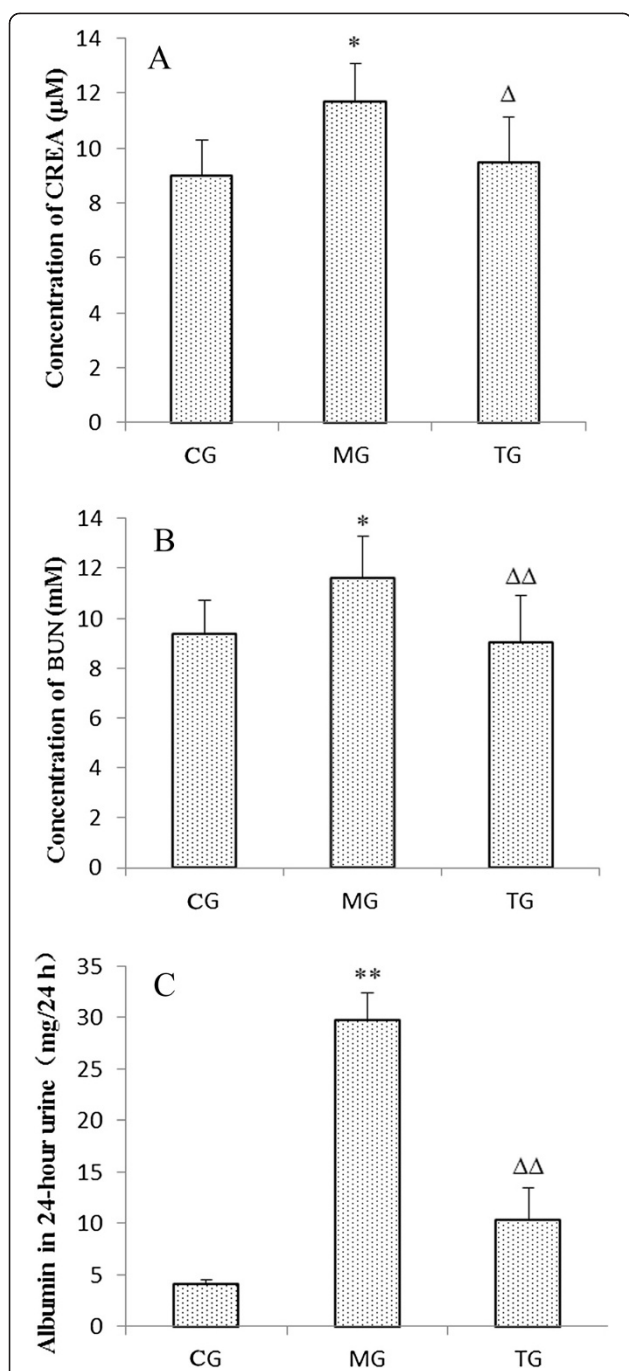 A
Concentration of CREA (µM)
14
12
10
8
6
4
2
0
*
Δ
CG MG TG
B
Concentration of BUN (mM)
14
12
10
8
6
4
2
0
*
ΔΔ
CG MG TG
C
Albumin in 24-hour urine（mg/24 h）
35
30
25
20
15
10
5
0
**
ΔΔ
CG MG TG